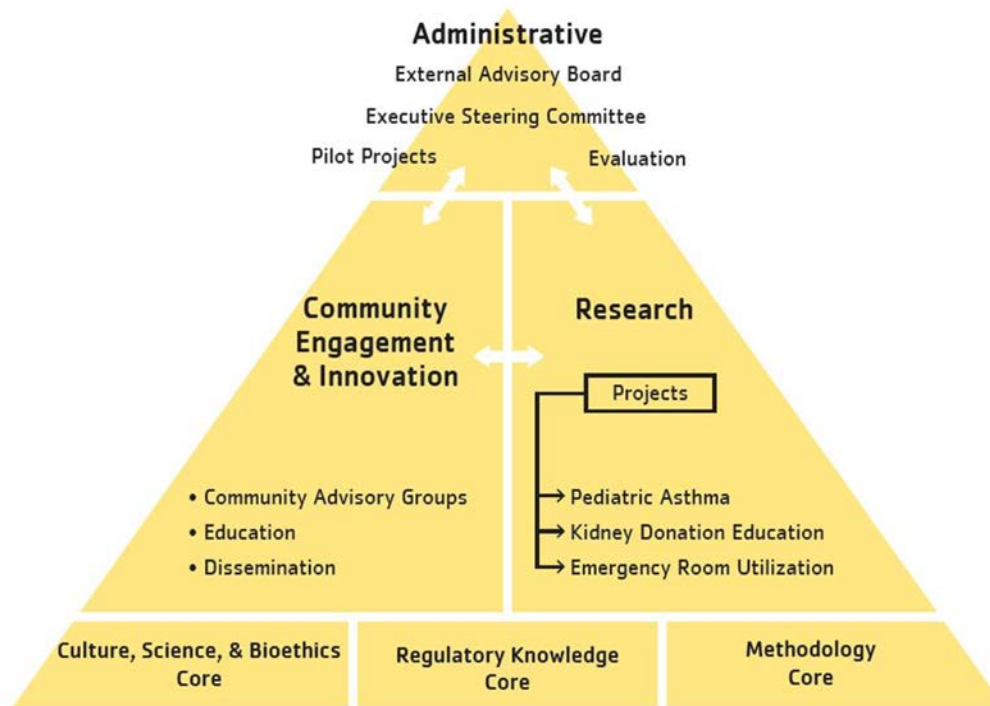 Administrative
External Advisory Board
Executive Steering Committee
Pilot Projects
Evaluation
Community
Engagement
& Innovation
• Community Advisory Groups
• Education
• Dissemination
Research
Projects
Pediatric Asthma
Kidney Donation Education
Emergency Room Utilization
Culture, Science, & Bioethics
Core
Regulatory Knowledge
Core
Methodology
Core